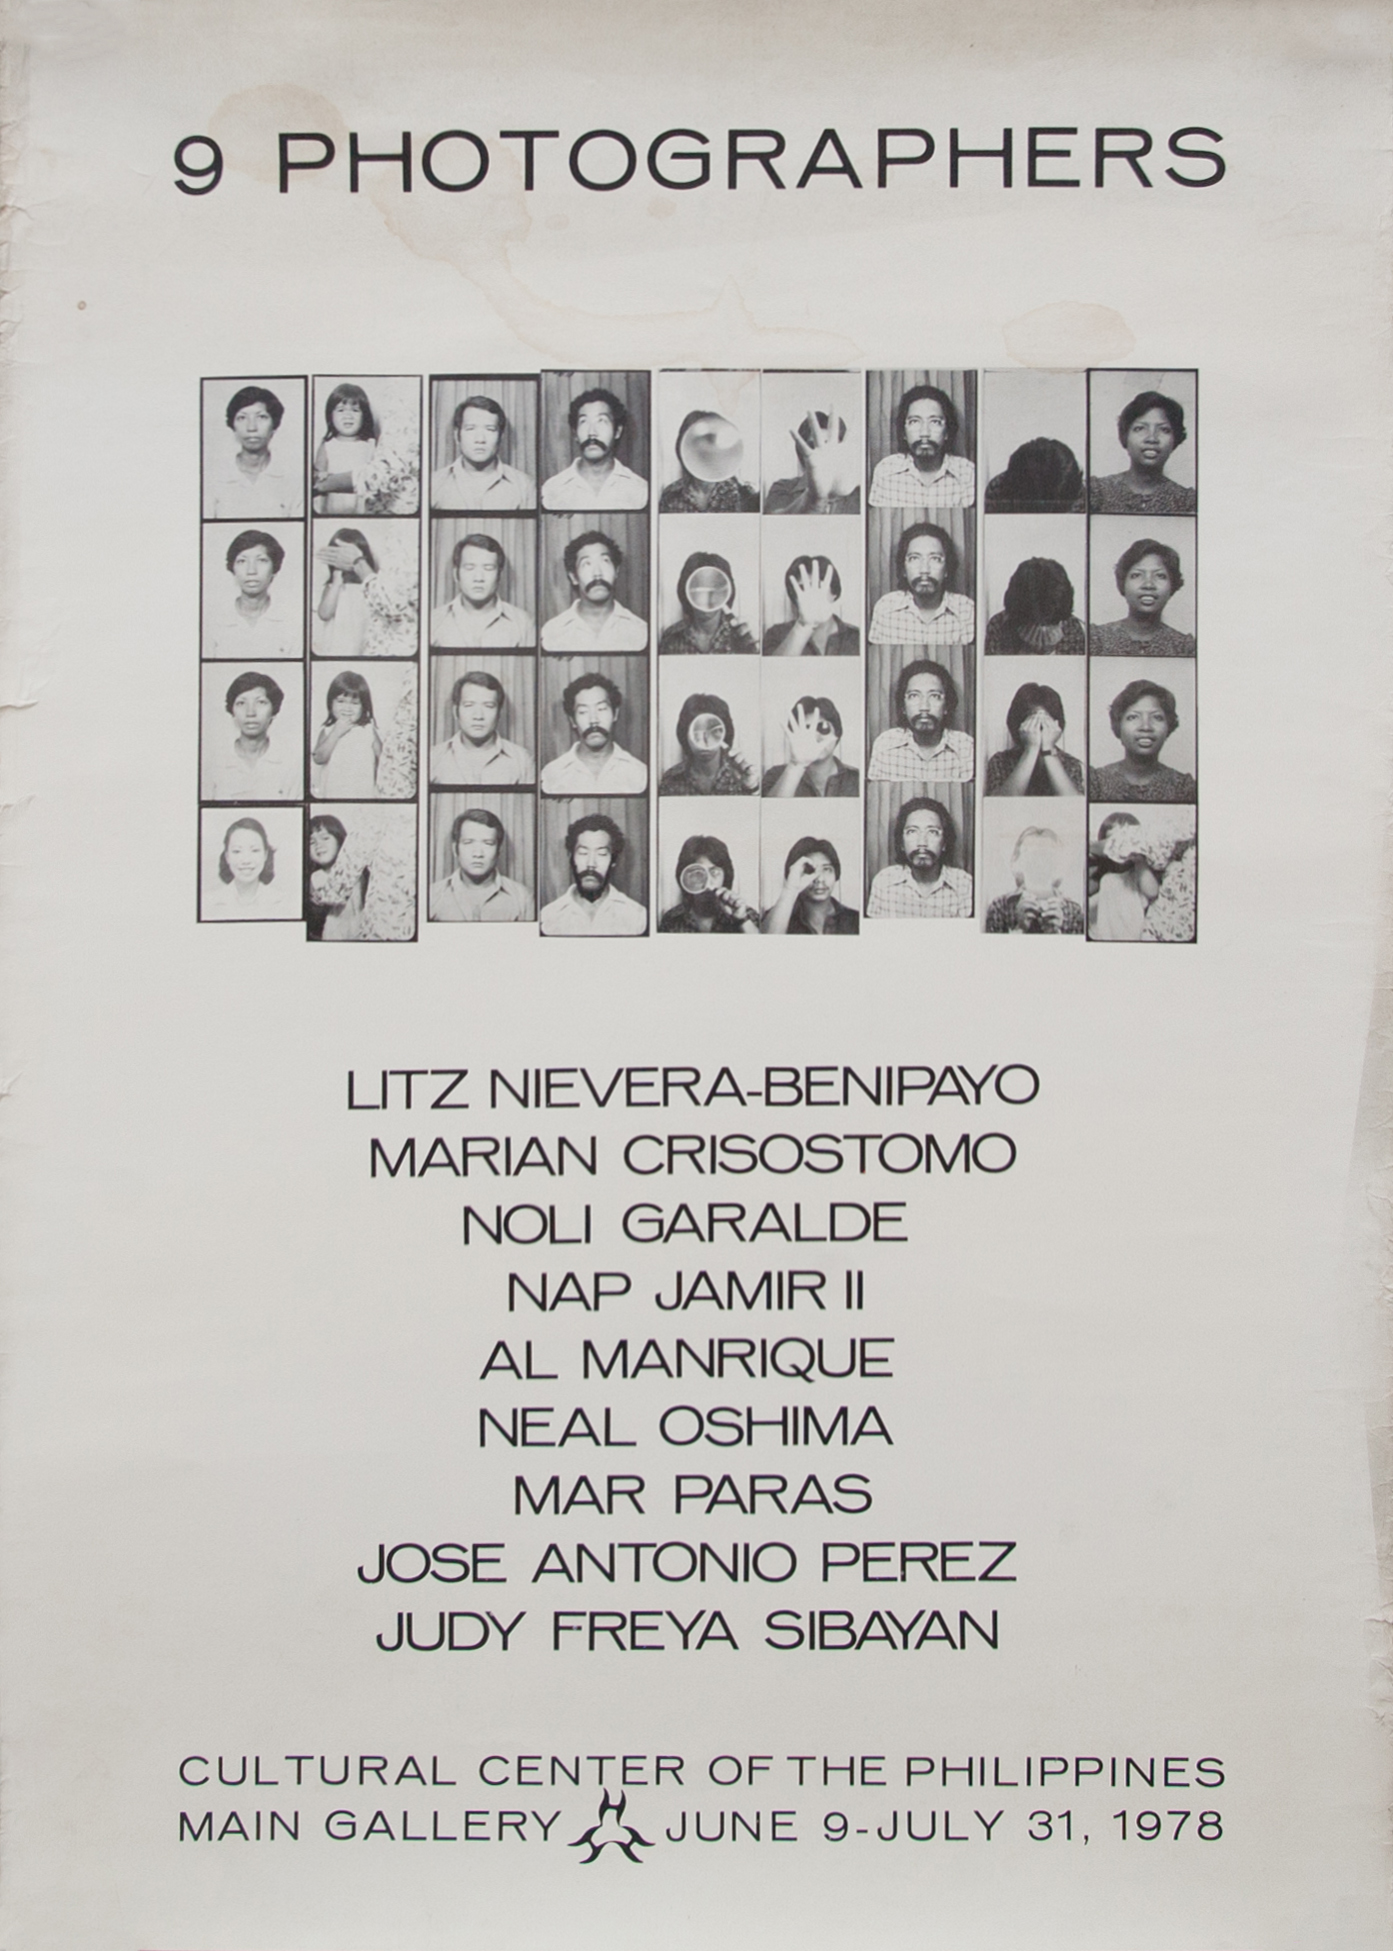 9 PHOTOGRAPHERS
LITZ NIEVERA-BENIPAYO
MARIAN CRISOSTOMO
NOLI GARALDE
NAP JAMIR II
AL MANRIQUE
NEAL OSHIMA
MAR PARAS
JOSE ANTONIO PEREZ
JUDY FREYA SIBAYAN
CULTURAL CENTER OF THE PHILIPPINES
MAIN GALLERY JUNE 9-JULY 31, 1978